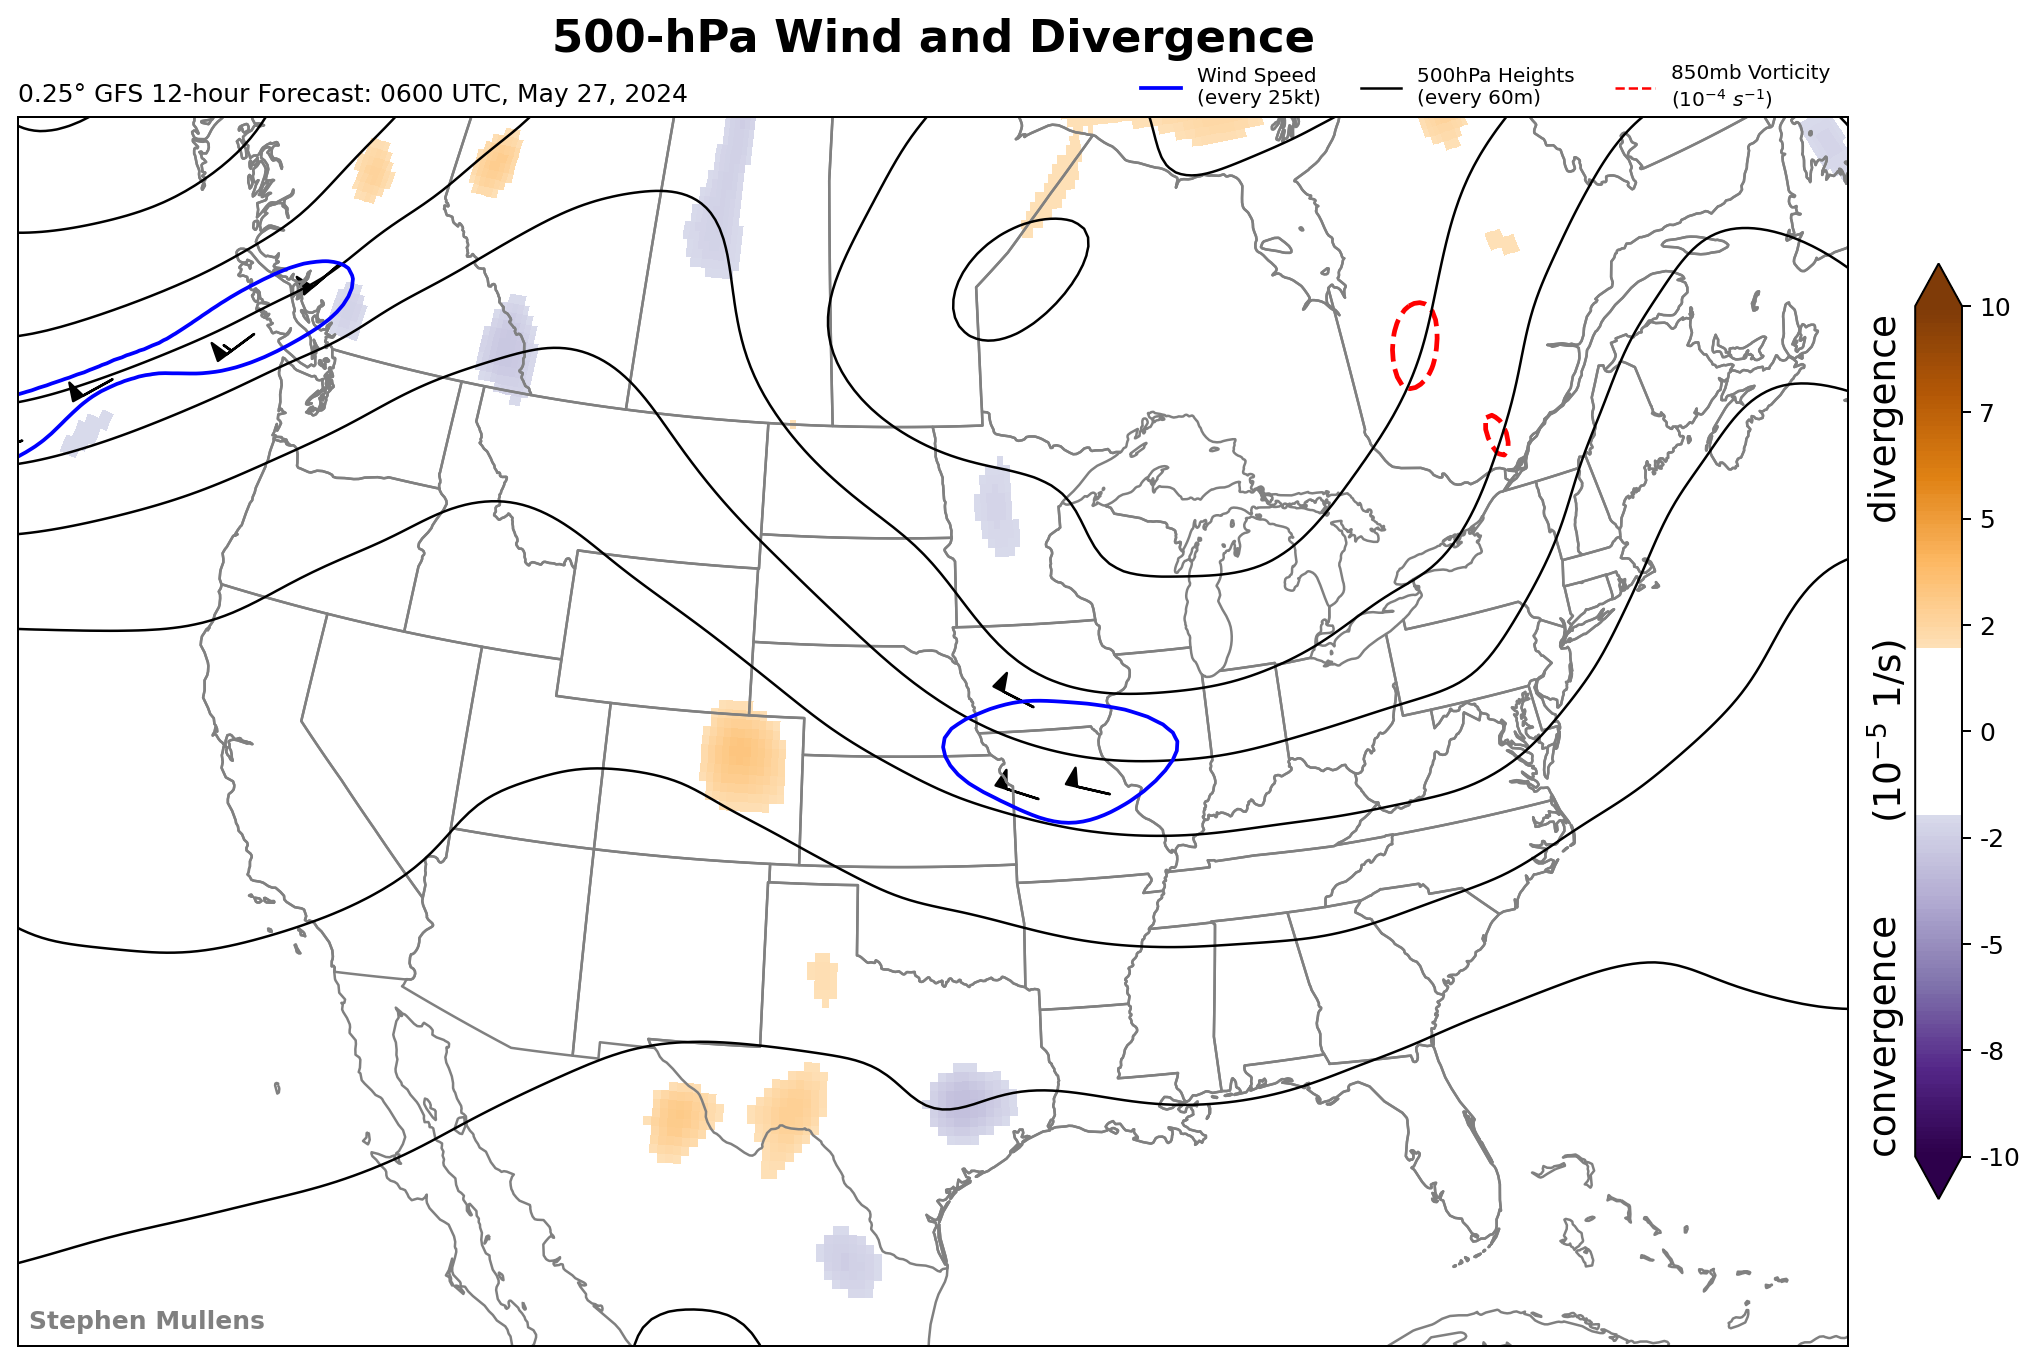 500-hPa Wind and Divergence
0.25° GFS 12-hour Forecast: 0600 UTC, May 27, 2024
Wind Speed
(every 25kt)
500hPa Heights
(every 60m)
850mb Vorticity
(10⁻⁴ s⁻¹)
10
7
5
2
0
-2
-5
-8
-10
convergence (10⁻⁵ 1/s) divergence
Stephen Mullens